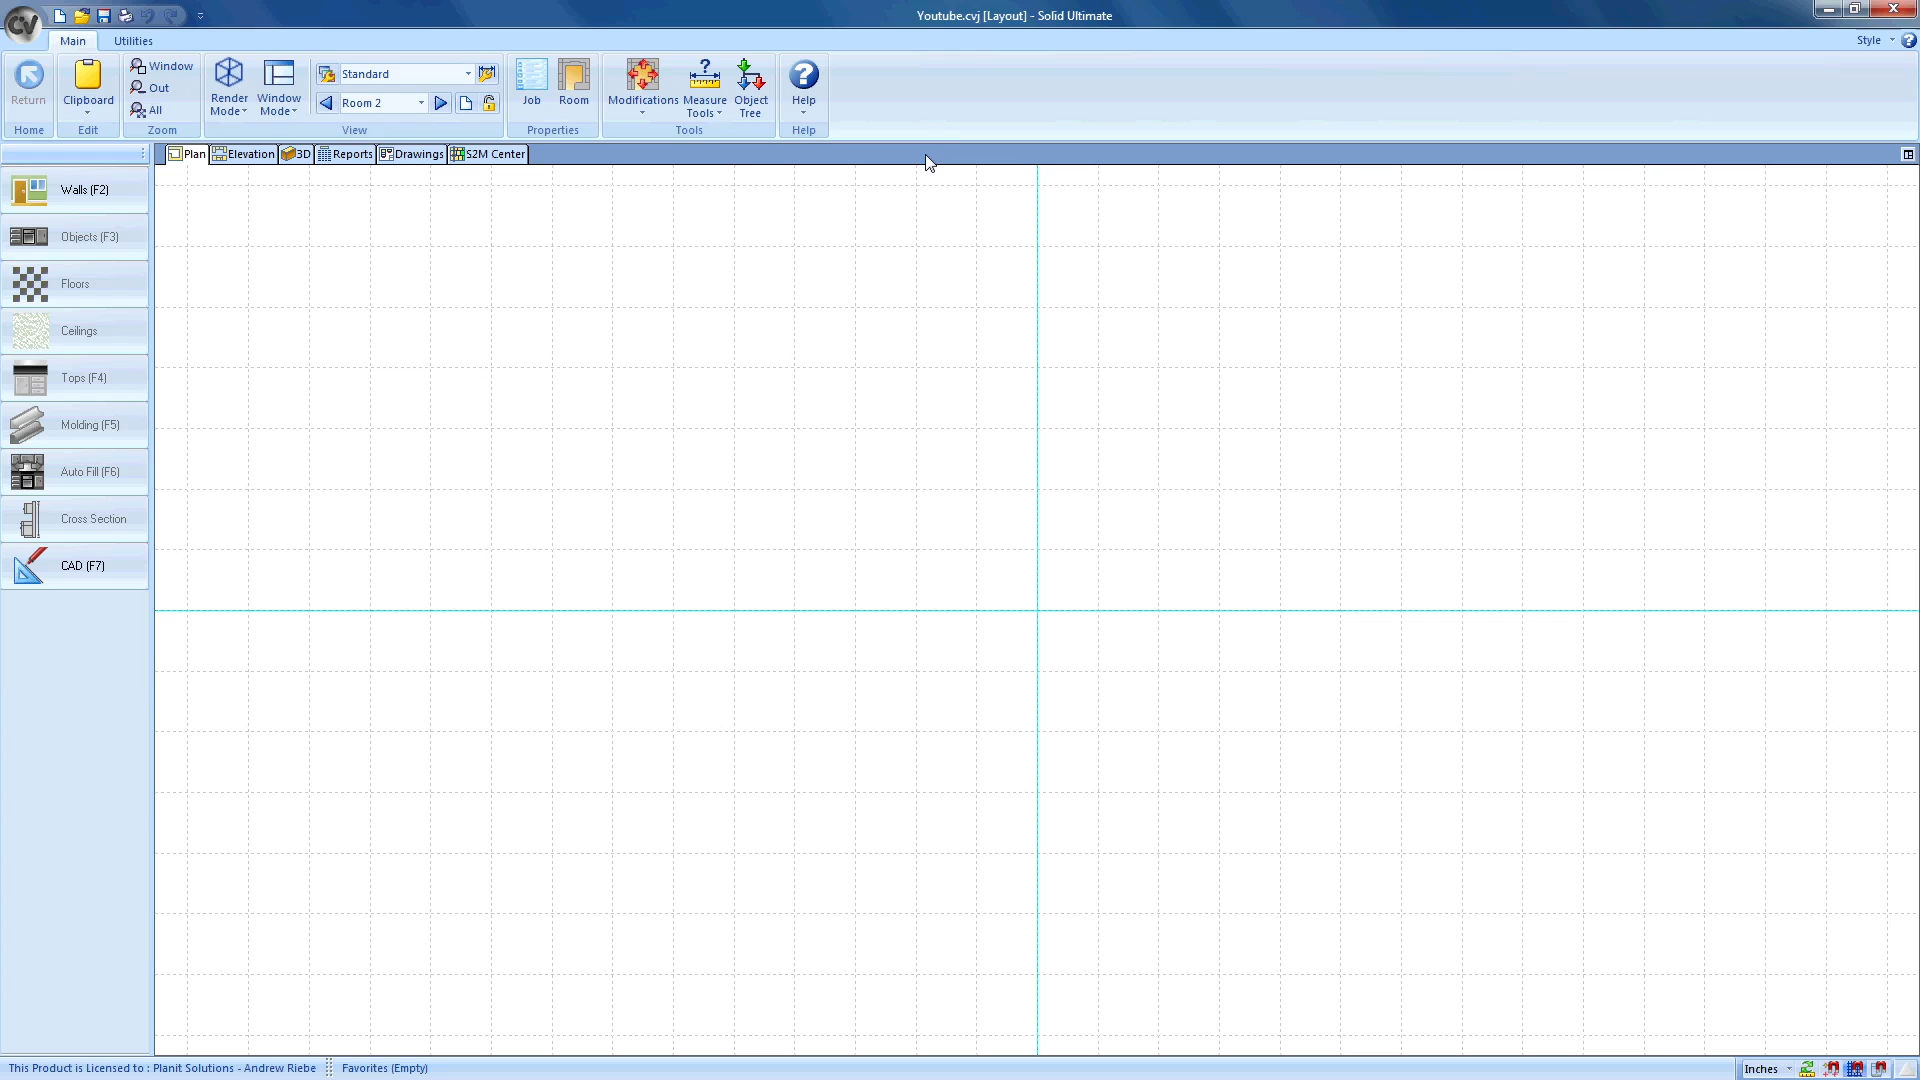 CV
Youtube.cvj [Layout] - Solid Ultimate
Main Utilities
Style
Return
Home
Clipboard
Edit
Window
Out
All
Zoom
Render Mode
Window Mode
Standard
Room 2
View
Job
Room
Properties
Modifications
Measure Tools
Object Tree
Tools
Help
Help
Plan Elevation 3D Reports Drawings S2M Center
Walls (F2)
Objects (F3)
Floors
Ceilings
Tops (F4)
Molding (F5)
Auto Fill (F6)
Cross Section
CAD (F7)
This Product is Licensed to : Planit Solutions - Andrew Riebe
Favorites (Empty)
Inches